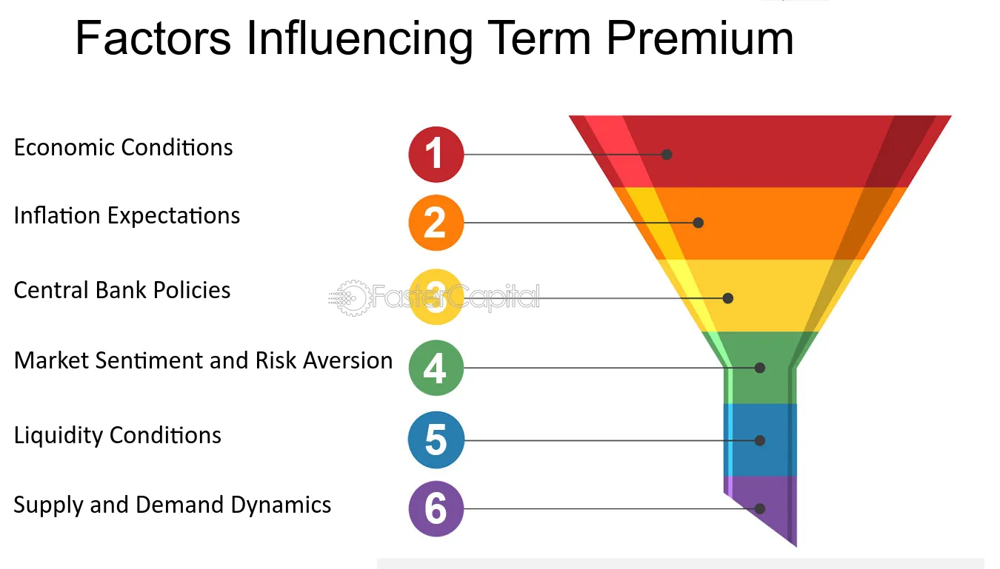 Factors Influencing Term Premium
Economic Conditions
1
Inflation Expectations
2
Central Bank Policies
3
FasterCapital
Market Sentiment and Risk Aversion
4
Liquidity Conditions
5
Supply and Demand Dynamics
6